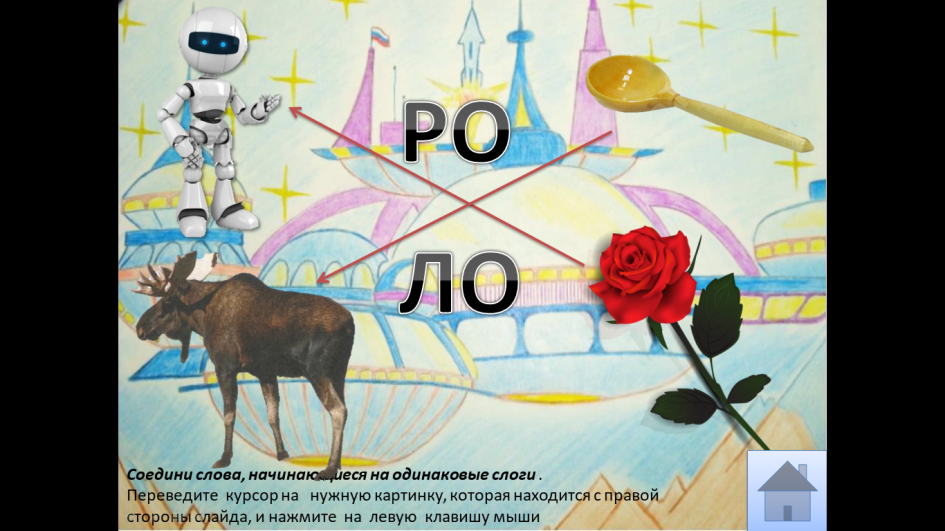 РО
ЛО
Соедини слова, начинающиеся на одинаковые слоги .
Переведите курсор на нужную картинку, которая находится с правой
стороны слайда, и нажмите на левую клавишу мыши